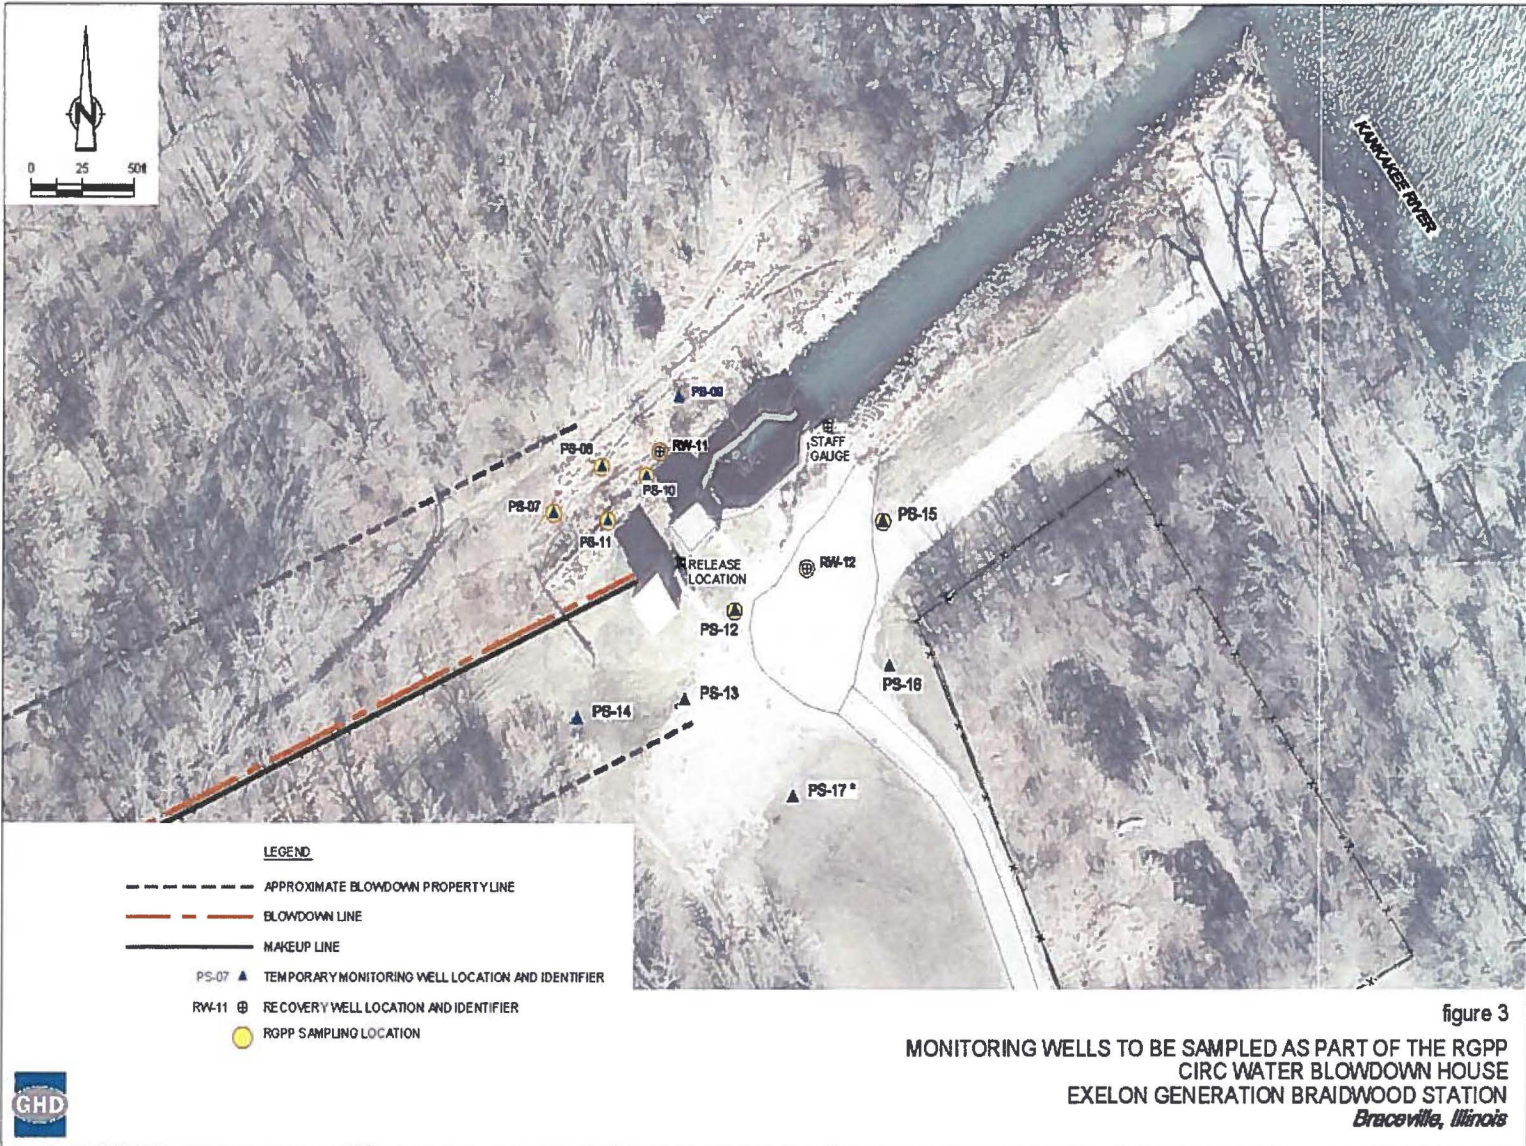 N
0 25 50ft
KANKAKEE RIVER
PS-09
PS-08
RW-11
STAFF
GAUGE
PS-10
PS-07
PS-11
PS-15
RELEASE
LOCATION
RW-12
PS-12
PS-16
PS-13
PS-14
PS-17 *
LEGEND
APPROXIMATE BLOWDOWN PROPERTY LINE
BLOWDOWN LINE
MAKEUP LINE
PS-07 TEMPORARY MONITORING WELL LOCATION AND IDENTIFIER
RW-11 RECOVERY WELL LOCATION AND IDENTIFIER
RGPP SAMPLING LOCATION
figure 3
MONITORING WELLS TO BE SAMPLED AS PART OF THE RGPP
CIRC WATER BLOWDOWN HOUSE
EXELON GENERATION BRAIDWOOD STATION
Braceville, Illinois
GHD